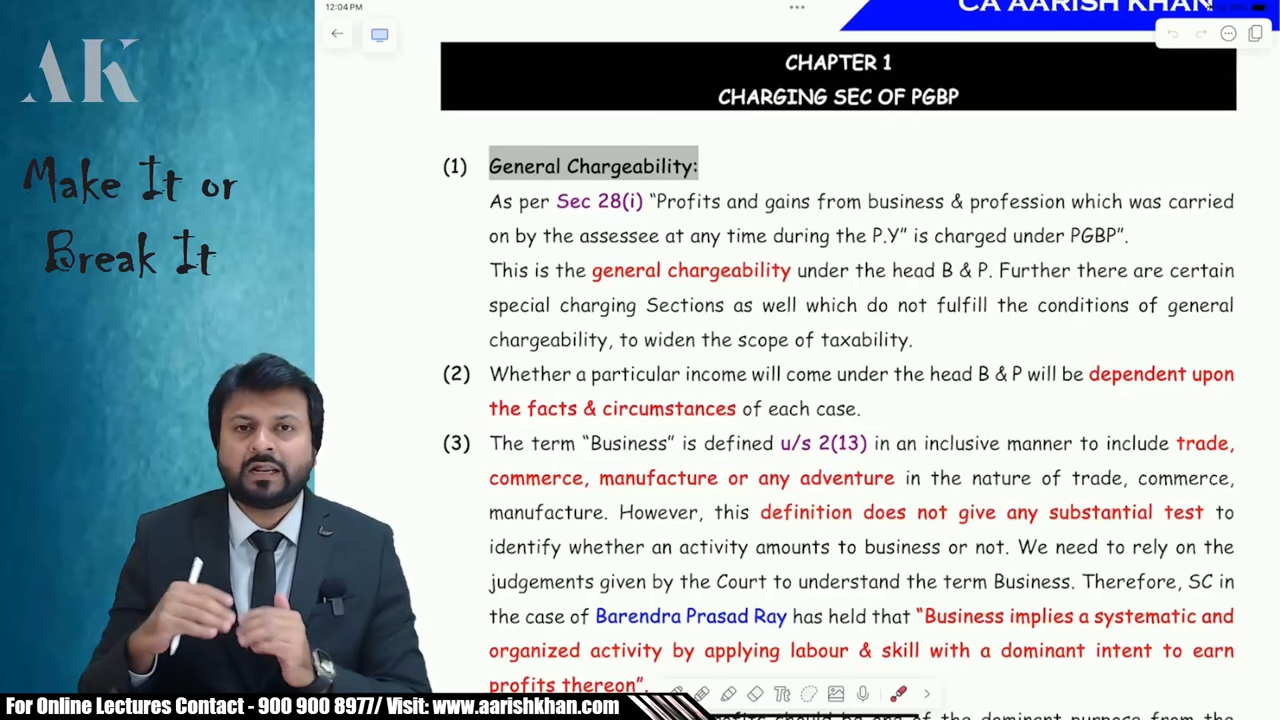 12:04 PM
CA AARISH KHAN
AK
Make It or
Break It
CHAPTER 1
CHARGING SEC OF PGBP
(1) General Chargeability:
As per Sec 28(i) “Profits and gains from business & profession which was carried
on by the assessee at any time during the P.Y” is charged under PGBP”.
This is the general chargeability under the head B & P. Further there are certain
special charging Sections as well which do not fulfill the conditions of general
chargeability, to widen the scope of taxability.
(2) Whether a particular income will come under the head B & P will be dependent upon
the facts & circumstances of each case.
(3) The term “Business” is defined u/s 2(13) in an inclusive manner to include trade,
commerce, manufacture or any adventure in the nature of trade, commerce,
manufacture. However, this definition does not give any substantial test to
identify whether an activity amounts to business or not. We need to rely on the
judgements given by the Court to understand the term Business. Therefore, SC in
the case of Barendra Prasad Ray has held that “Business implies a systematic and
organized activity by applying labour & skill with a dominant intent to earn
profits thereon”.
should be one of the dominant purpose from the
For Online Lectures Contact - 900 900 8977/ Visit: www.aarishkhan.com